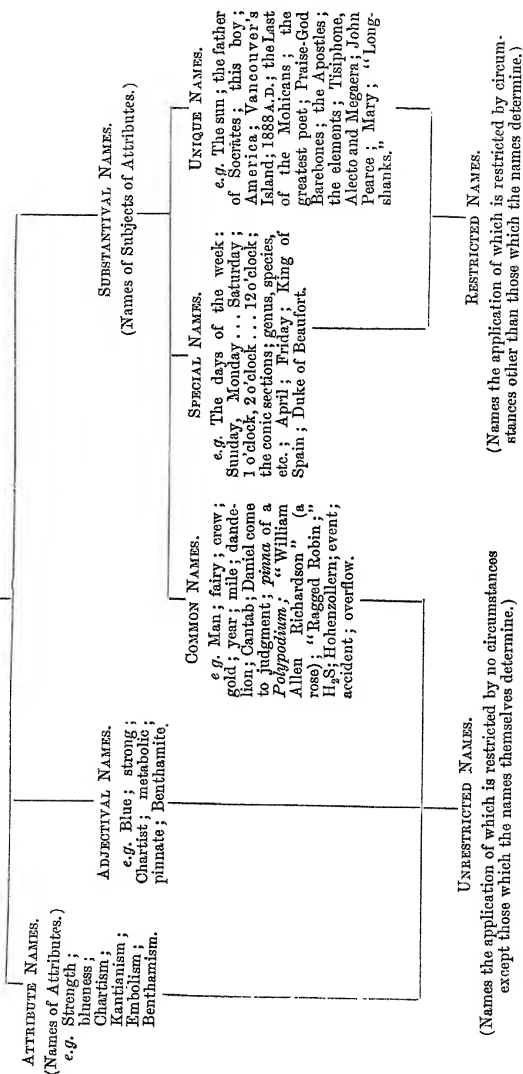 ATTRIBUTE NAMES.
(Names of Attributes.)
e.g. Strength;
blueness;
Chartism;
Kantianism;
Embolism;
Benthamism.
ADJECTIVAL NAMES.
e.g. Blue; strong;
Chartist; metabolic;
pinnate; Benthamite.
SUBSTANTIVAL NAMES.
(Names of Subjects of Attributes.)
COMMON NAMES.
e g. Man; fairy; crew;
gold; year; mile; dande-
lion; Cantab; Daniel come
to judgment; pinna of a
Polypodium; "William
Allen Richardson" (a
rose); "Ragged Robin;"
H₂S; Hohenzollern; event;
accident; overflow.
SPECIAL NAMES.
e.g. The days of the week:
Sunday, Monday ... Saturday;
1 o'clock, 2 o'clock ... 12 o'clock;
the conic sections; genus, species,
etc.; April; Friday; King of
Spain; Duke of Beaufort.
UNIQUE NAMES.
e.g. The sun; the father
of Socrates; this boy;
America; Vancouver's
Island; 1888 A.D.; the Last
of the Mohicans; the
greatest poet; Praise-God
Barebones; the Apostles;
the elements; Tisiphone,
Alecto and Megaera; John
Pearce; Mary; "Long-
shanks."
UNRESTRICTED NAMES.
(Names the application of which is restricted by no circumstances
except those which the names themselves determine.)
RESTRICTED NAMES.
(Names the application of which is restricted by circum-
stances other than those which the names determine.)